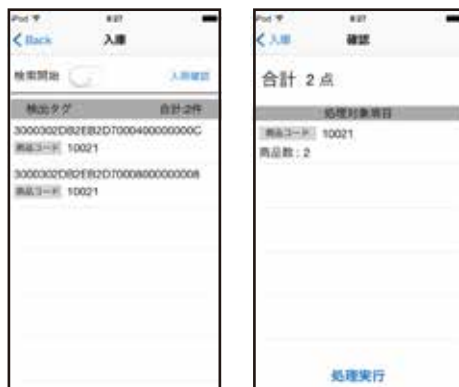 iPod 8:27
Back 入庫
検索開始 入庫確認
検出タグ 合計:2件
3000302DB2EB2D70004000000000C
商品コード 10021
3000302DB2EB2D70008000000008
商品コード 10021
iPod 8:27
入庫 確認
合計 2 点
処理対象項目
商品コード 10021
商品数 : 2
処理実行